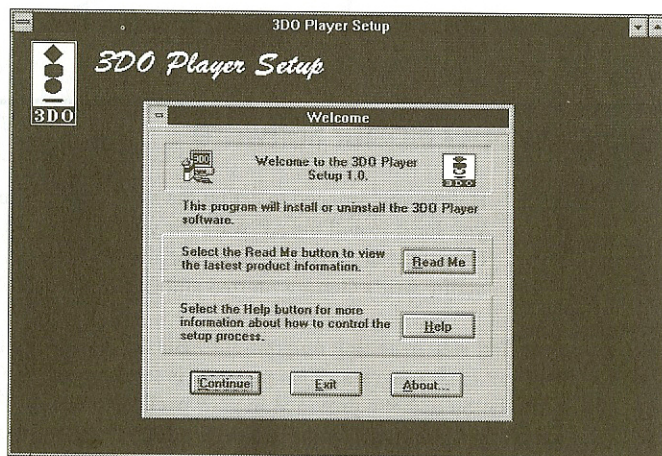 3DO Player Setup
3DO Player Setup
3DO
Welcome
Welcome to the 3DO Player
Setup 1.0.
3DO
This program will install or uninstall the 3DO Player
software.
Select the Read Me button to view
the lastest product information.
Read Me
Select the Help button for more
information about how to control the
setup process.
Help
Continue
Exit
About...